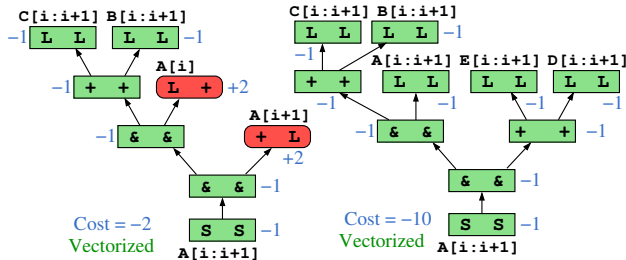 C[i:i+1] B[i:i+1]
−1 L L L L −1
A[i]
−1 + + L + +2
A[i+1]
−1 & & + L
+2
& & −1
Cost = −2
Vectorized
S S −1
A[i:i+1]
C[i:i+1] B[i:i+1]
L L L L −1
−1
A[i:i+1] E[i:i+1] D[i:i+1]
+ + L L L L L L
−1 −1 −1 −1
−1 & & + + −1
& & −1
Cost = −10
Vectorized
S S −1
A[i:i+1]